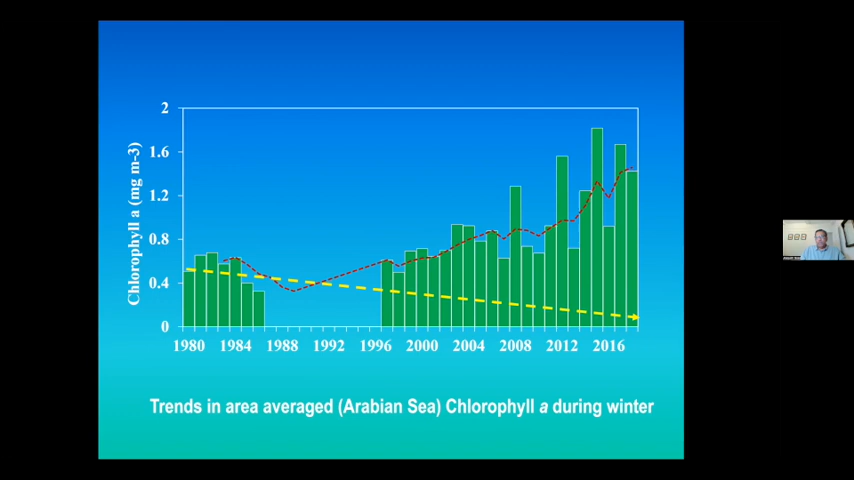 2
1.6
1.2
0.8
0.4
0
Chlorophyll a (mg m-3)
1980 1984 1988 1992 1996 2000 2004 2008 2012 2016
Trends in area averaged (Arabian Sea) Chlorophyll a during winter